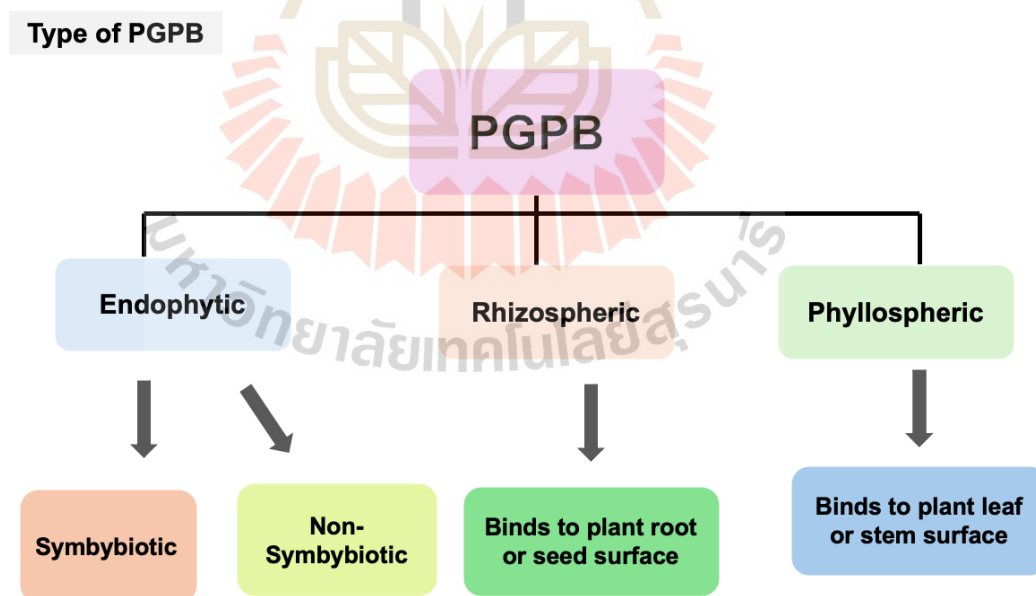 Type of PGPB
PGPB
Endophytic
Rhizospheric
Phyllospheric
มหาวิทยาลัยเทคโนโลยีสุรนารี
Symbybiotic
Non-
Symbybiotic
Binds to plant root
or seed surface
Binds to plant leaf
or stem surface